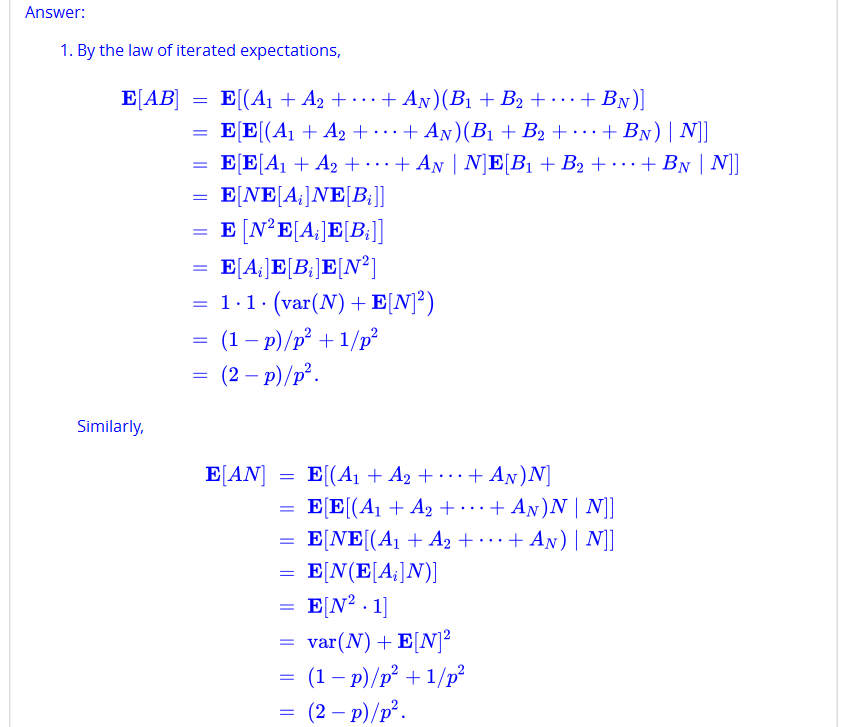 Answer:
1. By the law of iterated expectations,
E[AB] = E[(A₁ + A₂ + ⋯ + A_N)(B₁ + B₂ + ⋯ + B_N)]
= E[E[(A₁ + A₂ + ⋯ + A_N)(B₁ + B₂ + ⋯ + B_N) | N]]
= E[E[A₁ + A₂ + ⋯ + A_N | N]E[B₁ + B₂ + ⋯ + B_N | N]]
= E[NE[A_i]NE[B_i]]
= E [N²E[A_i]E[B_i]]
= E[A_i]E[B_i]E[N²]
= 1 · 1 · (var(N) + E[N]²)
= (1 − p)/p² + 1/p²
= (2 − p)/p².
Similarly,
E[AN] = E[(A₁ + A₂ + ⋯ + A_N)N]
= E[E[(A₁ + A₂ + ⋯ + A_N)N | N]]
= E[NE[(A₁ + A₂ + ⋯ + A_N) | N]]
= E[N(E[A_i]N)]
= E[N² · 1]
= var(N) + E[N]²
= (1 − p)/p² + 1/p²
= (2 − p)/p².